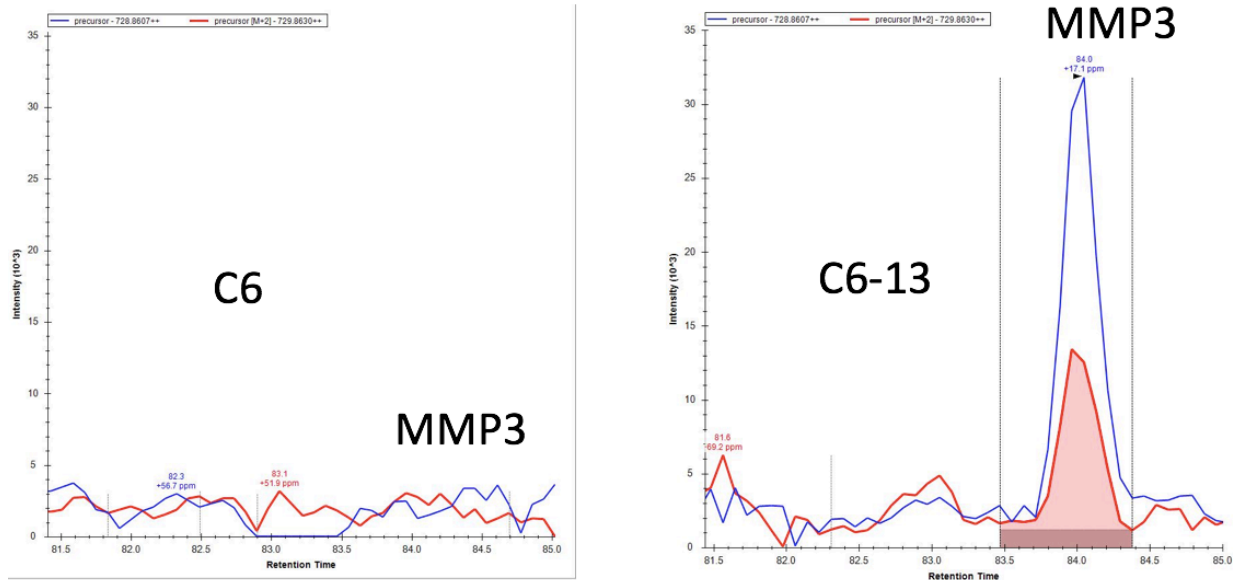 precursor - 728.8607++ precursor [M+2] - 729.8630++
35
30
25
20
15
10
5
0
Intensity (10^3)
C6
MMP3
82.3
+56.7 ppm
83.1
+51.9 ppm
81.5 82.0 82.5 83.0 83.5 84.0 84.5 85.0
Retention Time
precursor - 728.8607++ precursor [M+2] - 729.8630++
MMP3
35
30
25
20
15
10
5
0
Intensity (10^3)
84.0
+17.1 ppm
C6-13
81.6
69.2 ppm
81.5 82.0 82.5 83.0 83.5 84.0 84.5 85.0
Retention Time